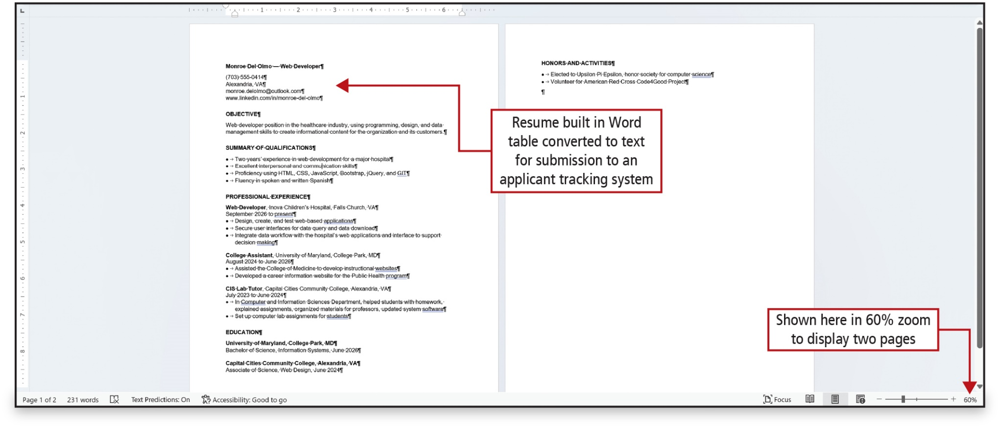 1 2 3 4 5 6
Monroe Del Olmo — Web Developer¶
(703) 555-0414¶
Alexandria, VA¶
monroe.delolmo@outlook.com¶
www.linkedin.com/in/monroe-del-olmo¶
OBJECTIVE¶
Web developer position in the healthcare industry, using programming, design, and data
management skills to create informational content for the organization and its customers.¶
SUMMARY OF QUALIFICATIONS¶
• → Two years' experience in web development for a major hospital¶
• → Excellent interpersonal and communication skills¶
• → Proficiency using HTML, CSS, JavaScript, Bootstrap, jQuery, and GIT¶
• → Fluency in spoken and written Spanish¶
PROFESSIONAL EXPERIENCE¶
Web Developer, Inova Children's Hospital, Falls Church, VA¶
September 2026 to present¶
• → Design, create, and test web-based applications¶
• → Secure user interfaces for data query and data download¶
• → Integrate data workflow with the hospital's web applications and interface to support
decision making¶
College Assistant, University of Maryland, College Park, MD¶
August 2024 to June 2026¶
• → Assisted the College of Medicine to develop instructional websites¶
• → Developed a career information website for the Public Health program¶
CIS Lab Tutor, Capital Cities Community College, Alexandria, VA¶
July 2023 to June 2024¶
• → In Computer and Information Sciences Department, helped students with homework,
explained assignments, organized materials for professors, updated system software¶
• → Set up computer lab assignments for students¶
EDUCATION¶
University of Maryland, College Park, MD¶
Bachelor of Science, Information Systems, June 2026¶
Capital Cities Community College, Alexandria, VA¶
Associate of Science, Web Design, June 2024¶
HONORS AND ACTIVITIES¶
• → Elected to Upsilon Pi Epsilon, honor society for computer science¶
• → Volunteer for American Red Cross Code4Good Project¶
¶
Resume built in Word
table converted to text
for submission to an
applicant tracking system
Shown here in 60% zoom
to display two pages
1
2
3
4
5
6
7
8
Page 1 of 2 231 words Text Predictions: On Accessibility: Good to go Focus 60%